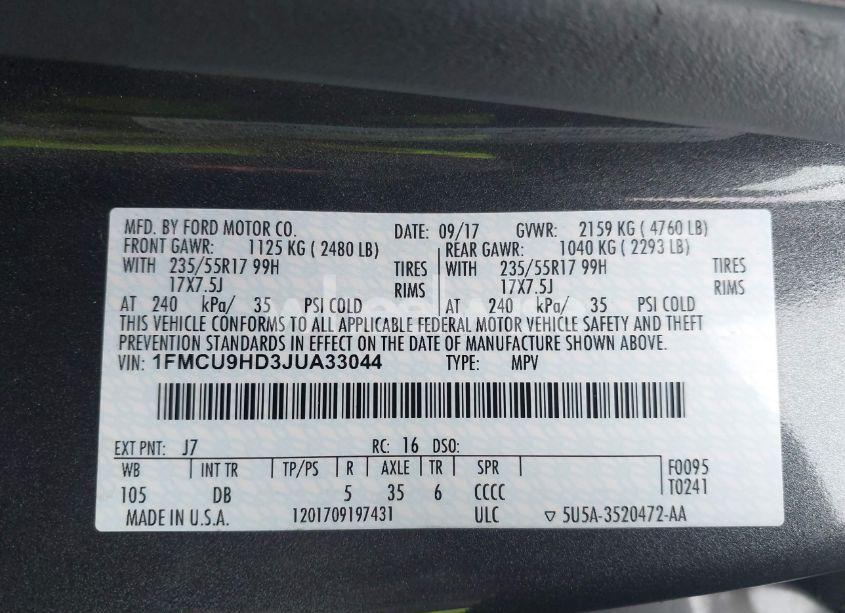 MFD. BY FORD MOTOR CO. DATE: 09/17 GVWR: 2159 KG ( 4760 LB)
FRONT GAWR: 1125 KG ( 2480 LB) REAR GAWR: 1040 KG ( 2293 LB)
WITH 235/55R17 99H TIRES WITH 235/55R17 99H TIRES
17X7.5J RIMS 17X7.5J RIMS
AT 240 kPa/ 35 PSI COLD AT 240 kPa/ 35 PSI COLD
THIS VEHICLE CONFORMS TO ALL APPLICABLE FEDERAL MOTOR VEHICLE SAFETY AND THEFT
PREVENTION STANDARDS IN EFFECT ON THE DATE OF MANUFACTURE SHOWN ABOVE.
VIN: 1FMCU9HD3JUA33044 TYPE: MPV
EXT PNT: J7 RC: 16 DSO:
WB INT TR TP/PS R AXLE TR SPR F0095
105 DB 5 35 6 CCCC T0241
MADE IN U.S.A. 1201709197431 ULC ▽ 5U5A-3520472-AA